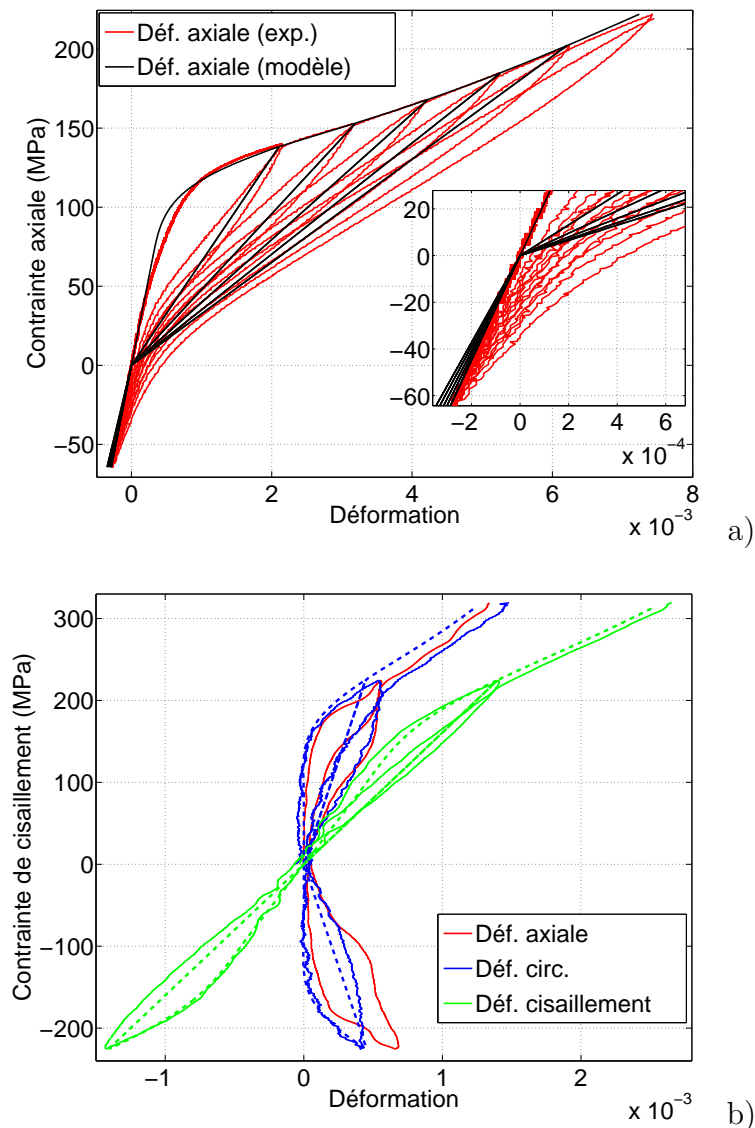 200
150
100
50
0
−50
Contrainte axiale (MPa)
Déf. axiale (exp.)
Déf. axiale (modèle)
20
0
−20
−40
−60
−2 0 2 4 6
x 10⁻⁴
0 2 4 6 8
Déformation
x 10⁻³
a)
300
200
100
0
−100
−200
Contrainte de cisaillement (MPa)
Déf. axiale
Déf. circ.
Déf. cisaillement
−1 0 1 2
Déformation
x 10⁻³
b)